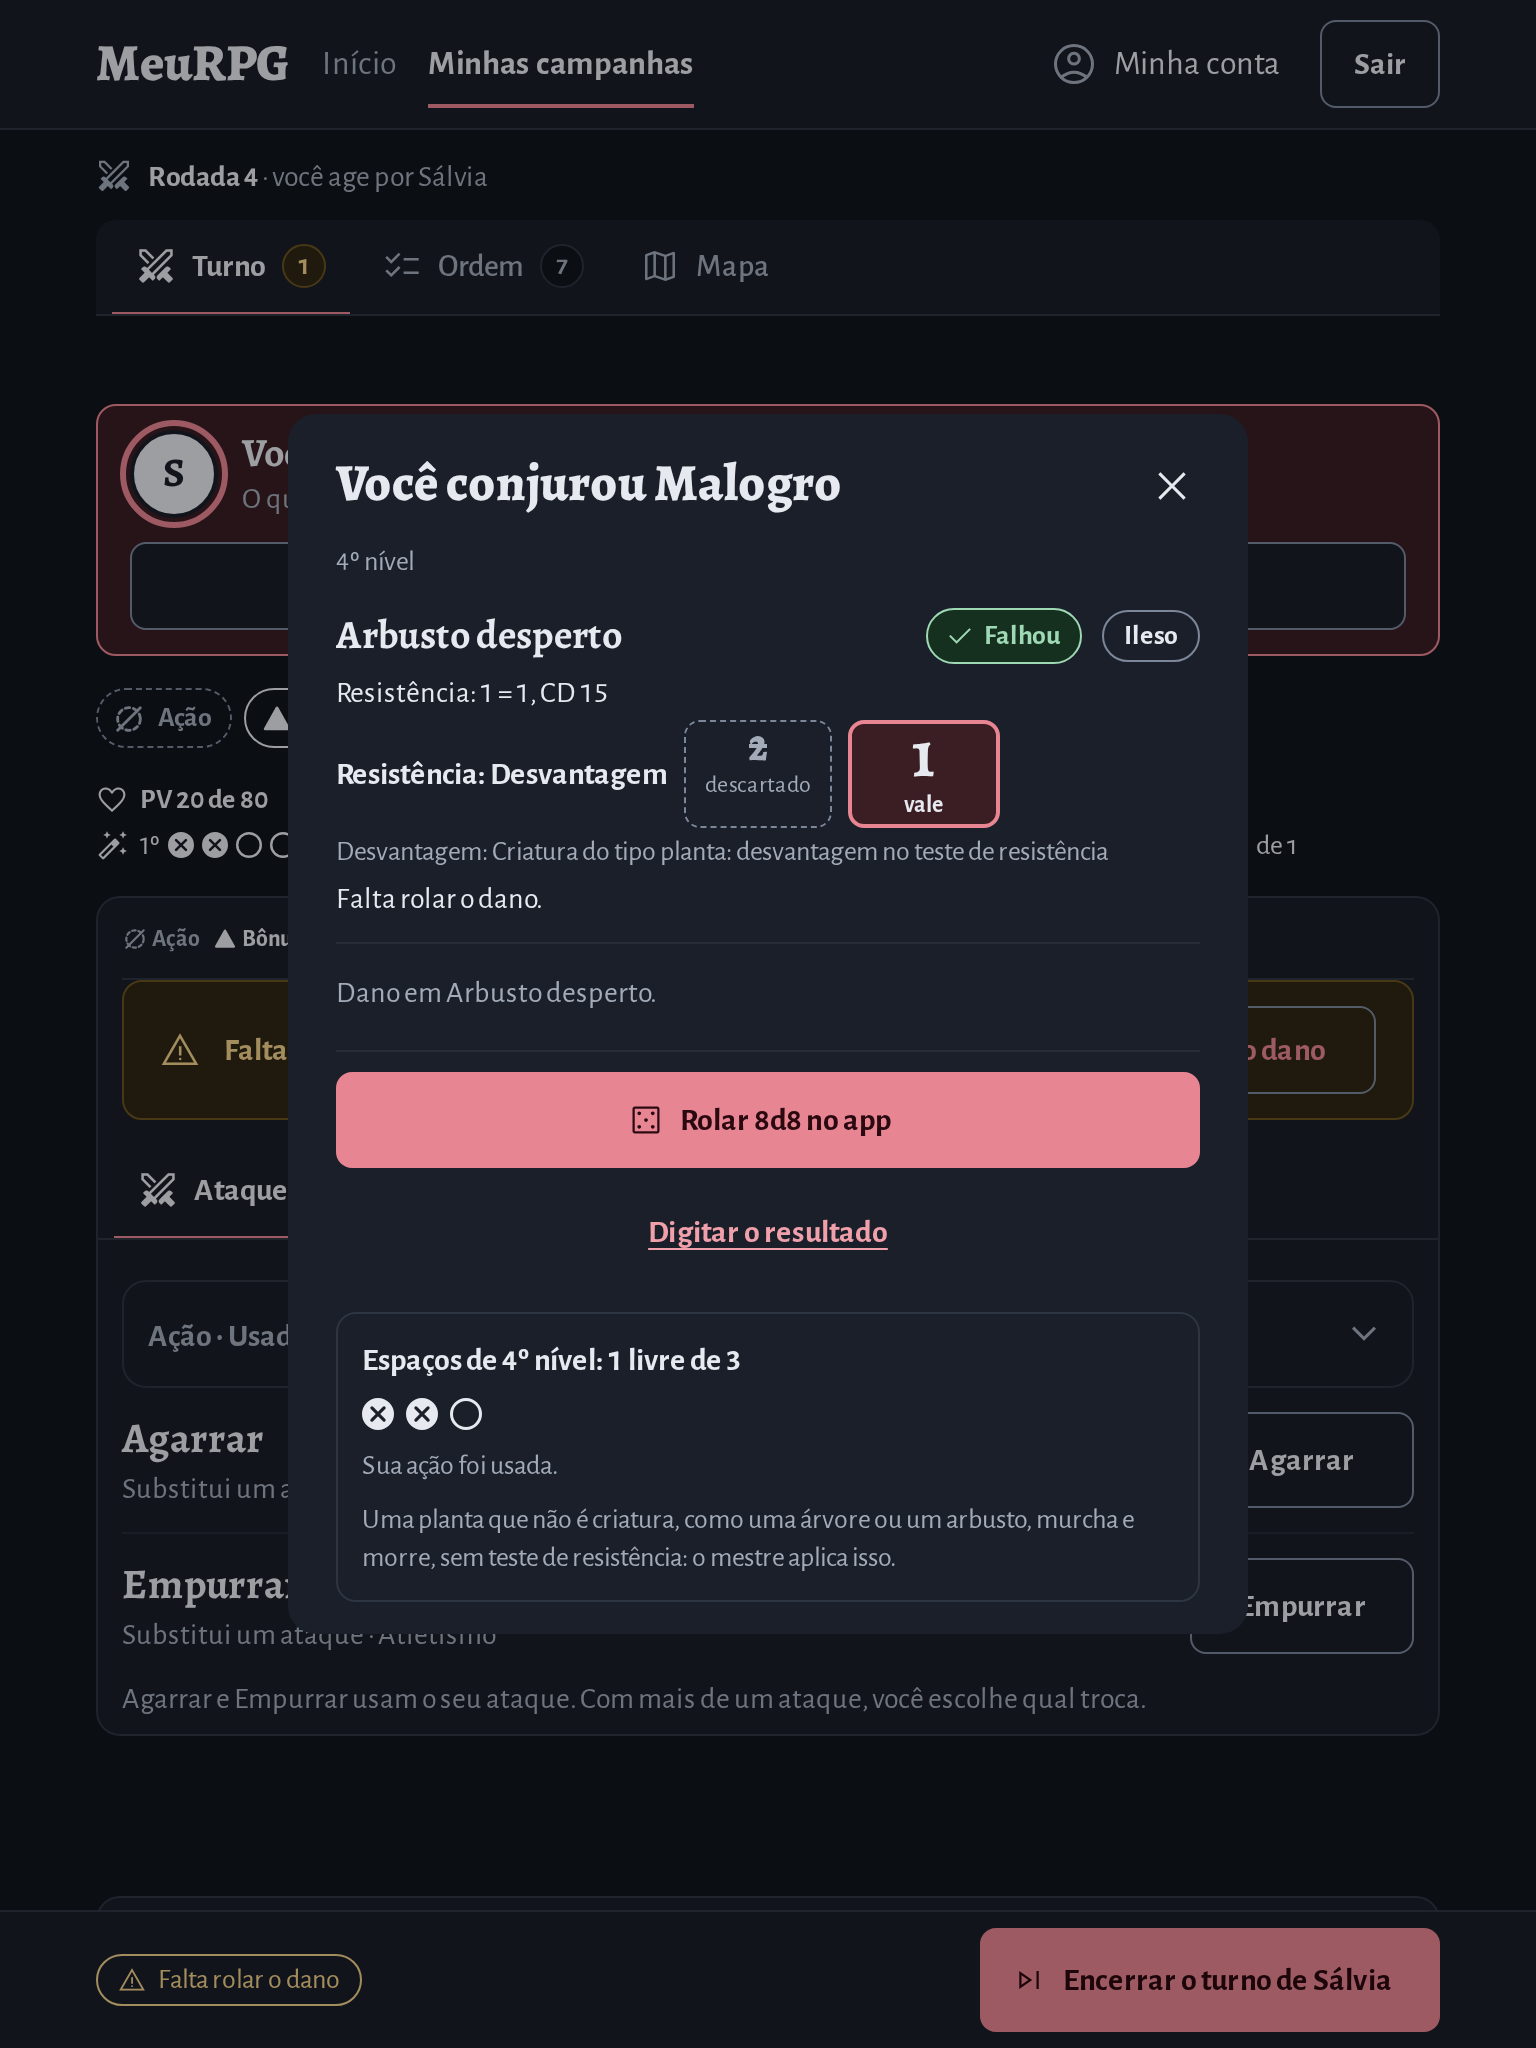 MeuRPG Início Minhas campanhas Minha conta Sair
Rodada 4 · você age por Sálvia
Turno 1 Ordem 7 Mapa
S
Você conjurou Malogro
4º nível
Arbusto desperto Falhou Ileso
Resistência: 1 = 1, CD 15
Resistência: Desvantagem 2 descartado 1 vale
Desvantagem: Criatura do tipo planta: desvantagem no teste de resistência
Falta rolar o dano.
Dano em Arbusto desperto.
Rolar 8d8 no app
Digitar o resultado
Espaços de 4º nível: 1 livre de 3
Sua ação foi usada.
Uma planta que não é criatura, como uma árvore ou um arbusto, murcha e
morre, sem teste de resistência: o mestre aplica isso.
Ação
PV 20 de 80
1º de 1
Ação
Falta o dano
Ação ·
Agarrar Agarrar
Substitui um
Empurrar
Substitui um ataque · Atletismo
Agarrar e Empurrar usam o seu ataque. Com mais de um ataque, você escolhe qual troca.
Falta rolar o dano Encerrar o turno de Sálvia